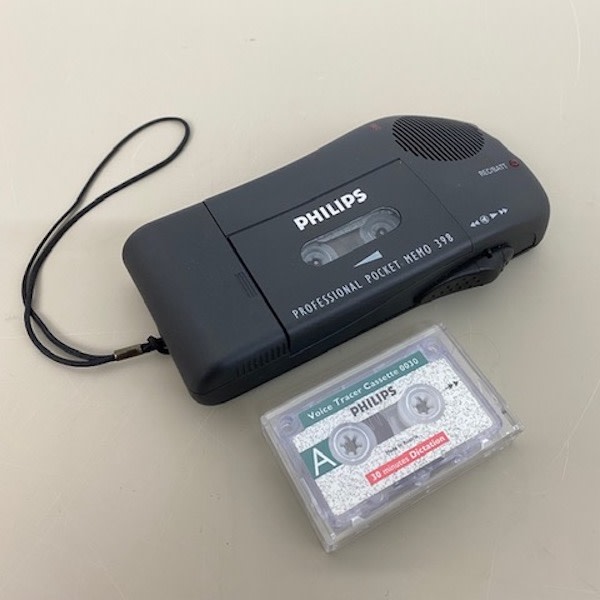 REC/BATT
PHILIPS
PROFESSIONAL POCKET MEMO 398
Voice Tracer Cassette 0030
PHILIPS
A
30 minutes Dictation